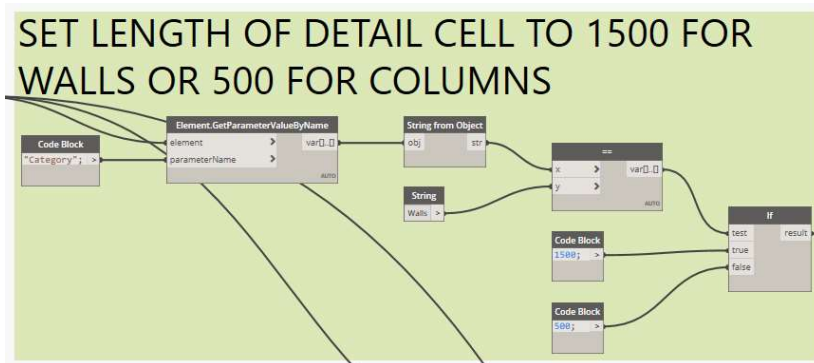 SET LENGTH OF DETAIL CELL TO 1500 FOR
WALLS OR 500 FOR COLUMNS
Element.GetParameterValueByName
element > var[]..[]
parameterName >
AUTO
Code Block
"Category"; >
String from Object
obj str
String
Walls >
==
x > var[]..[]
y >
AUTO
Code Block
1500; >
Code Block
500; >
If
test result
true
false